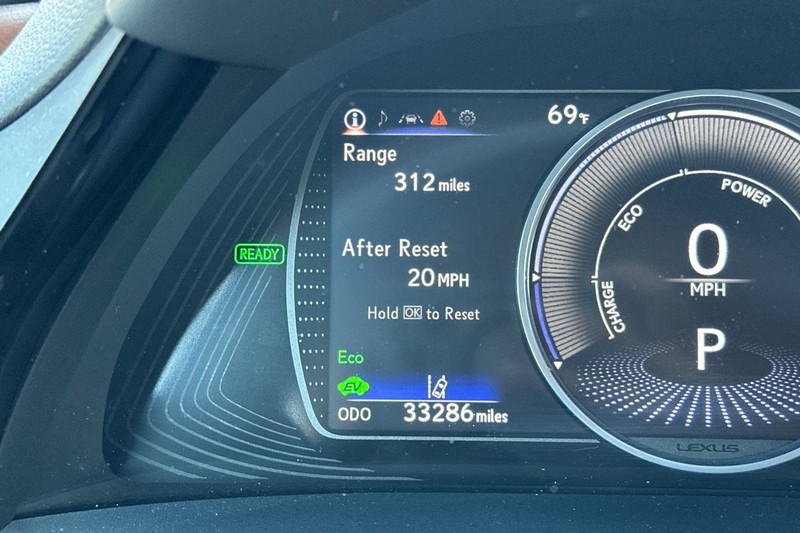 69°F
Range
312 miles
READY
After Reset
20 MPH
Hold OK to Reset
Eco
EV
ODO 33286 miles
CHARGE
ECO
POWER
0
MPH
P
LEXUS